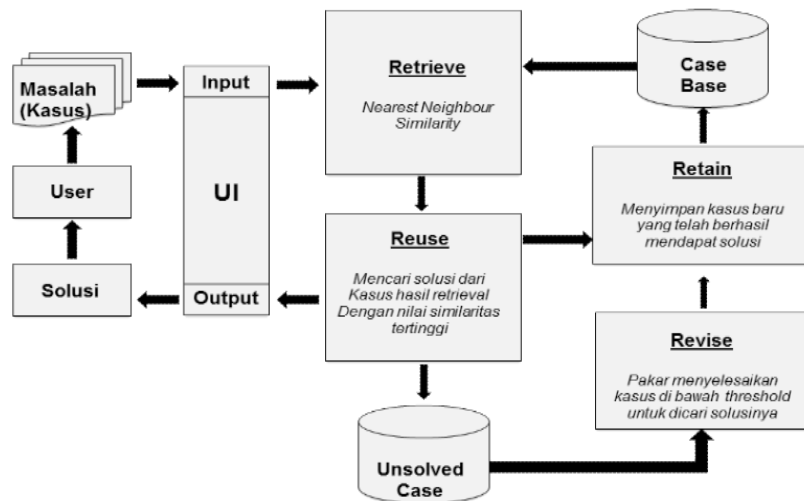 Masalah
(Kasus)
Input
Retrieve
Nearest Neighbour
Similarity
Case
Base
User
UI
Retain
Menyimpan kasus baru
yang telah berhasil
mendapat solusi
Reuse
Mencari solusi dari
Kasus hasil retrieval
Dengan nilai similaritas
tertinggi
Solusi
Output
Revise
Pakar menyelesaikan
kasus di bawah threshold
untuk dicari solusinya
Unsolved
Case